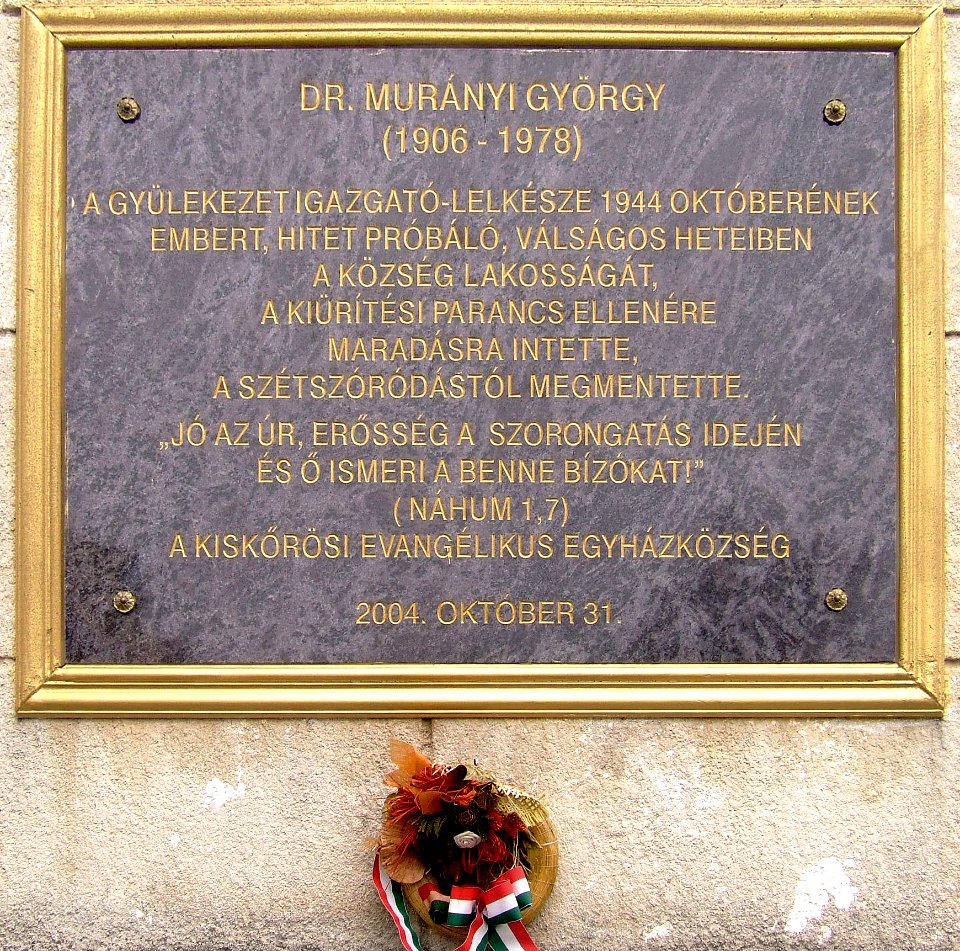 DR. MURÁNYI GYÖRGY
(1906 - 1978)
A GYÜLEKEZET IGAZGATÓ-LELKÉSZE 1944 OKTÓBERÉNEK
EMBERT, HITET PRÓBÁLÓ, VÁLSÁGOS HETEIBEN
A KÖZSÉG LAKOSSÁGÁT,
A KIÜRÍTÉSI PARANCS ELLENÉRE
MARADÁSRA INTETTE,
A SZÉTSZÓRÓDÁSTÓL MEGMENTETTE.
„JÓ AZ ÚR, ERŐSSÉG A SZORONGATÁS IDEJÉN
ÉS Ő ISMERI A BENNE BÍZÓKAT!”
(NÁHUM 1,7)
A KISKŐRÖSI EVANGÉLIKUS EGYHÁZKÖZSÉG
2004. OKTÓBER 31.